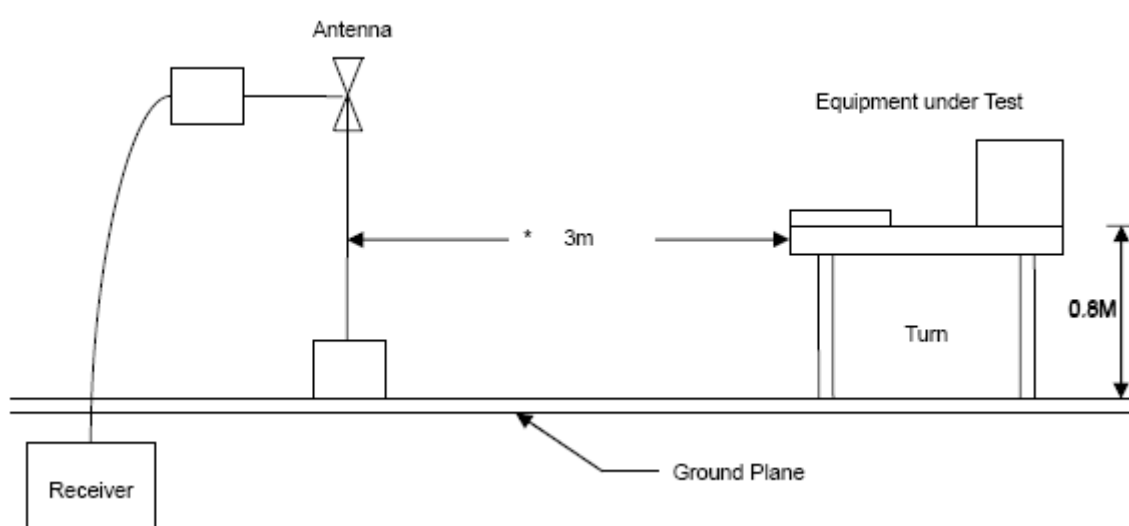 Antenna
Equipment under Test
* 3m
0.8M
Turn
Ground Plane
Receiver